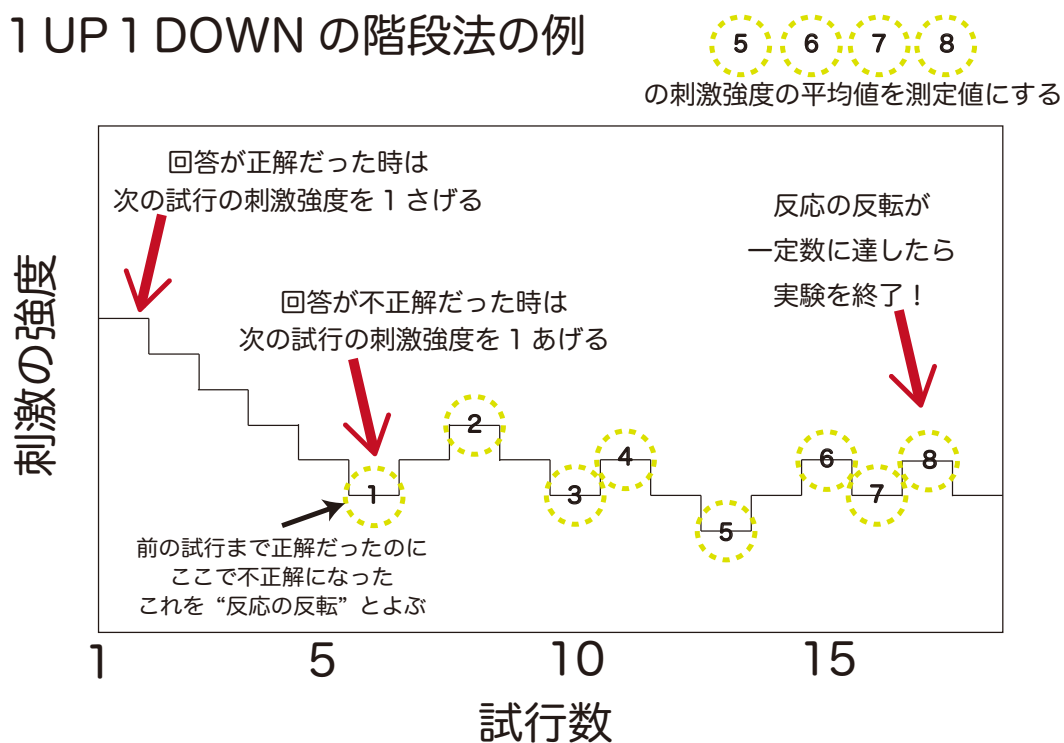 1 UP 1 DOWN の階段法の例
5 6 7 8
の刺激強度の平均値を測定値にする
回答が正解だった時は
次の試行の刺激強度を 1 さげる
反応の反転が
一定数に達したら
実験を終了！
回答が不正解だった時は
次の試行の刺激強度を 1 あげる
刺激の強度
2
4
6
8
1
3
7
5
前の試行まで正解だったのに
ここで不正解になった
これを“反応の反転”とよぶ
1 5 10 15
試行数